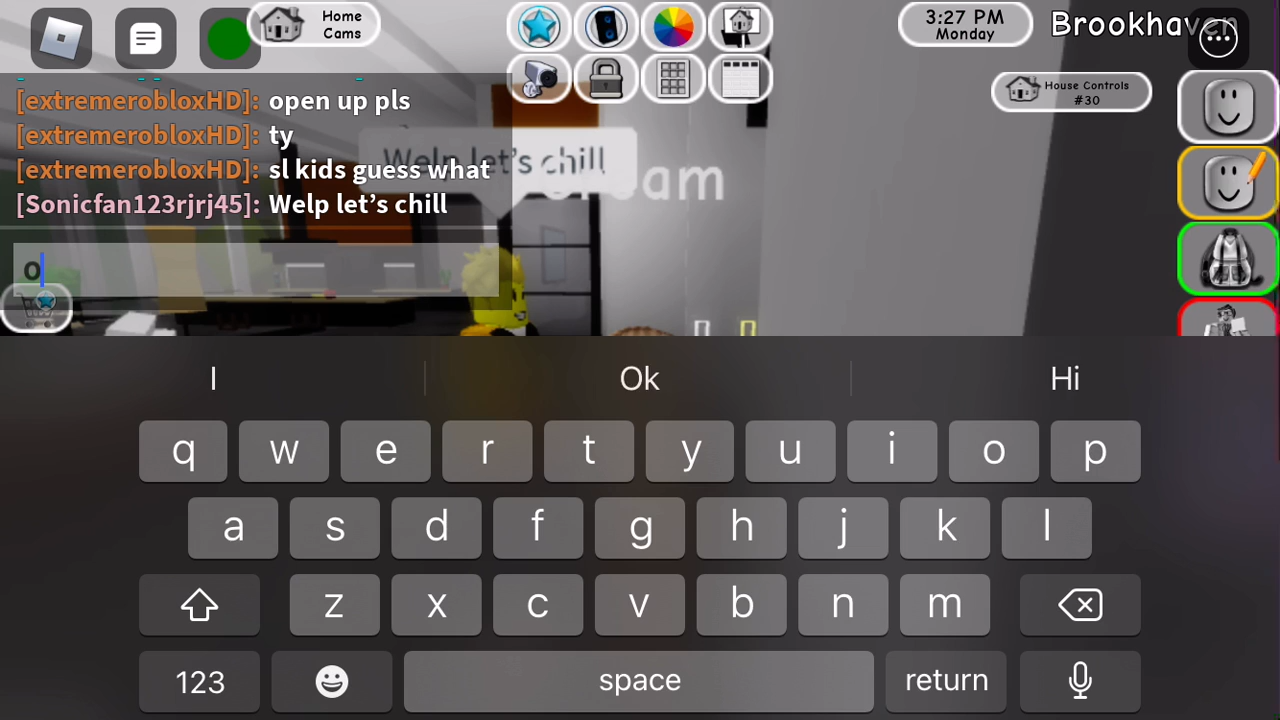 Home
Cams
3:27 PM
Monday
Brookhaven
House Controls
#30
[extremerobloxHD]: open up pls
[extremerobloxHD]: ty
[extremerobloxHD]: sl kids guess what
[Sonicfan123rjrj45]: Welp let’s chill
Welp let’s chill
o
I
Ok
Hi
q w e r t y u i o p
a s d f g h j k l
z x c v b n m
123
space
return